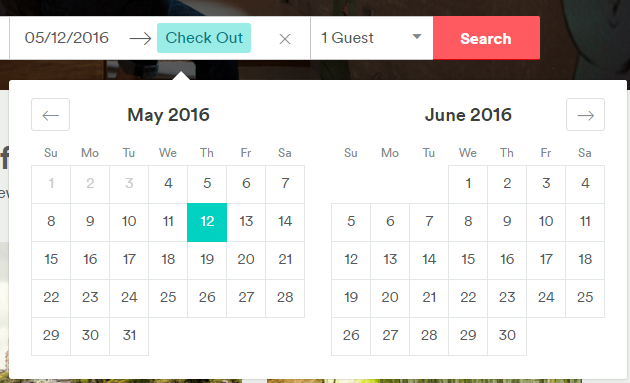 05/12/2016 → Check Out × 1 Guest Search
← May 2016
Su Mo Tu We Th Fr Sa
1 2 3 4 5 6 7
8 9 10 11 12 13 14
15 16 17 18 19 20 21
22 23 24 25 26 27 28
29 30 31
June 2016 →
Su Mo Tu We Th Fr Sa
1 2 3 4
5 6 7 8 9 10 11
12 13 14 15 16 17 18
19 20 21 22 23 24 25
26 27 28 29 30